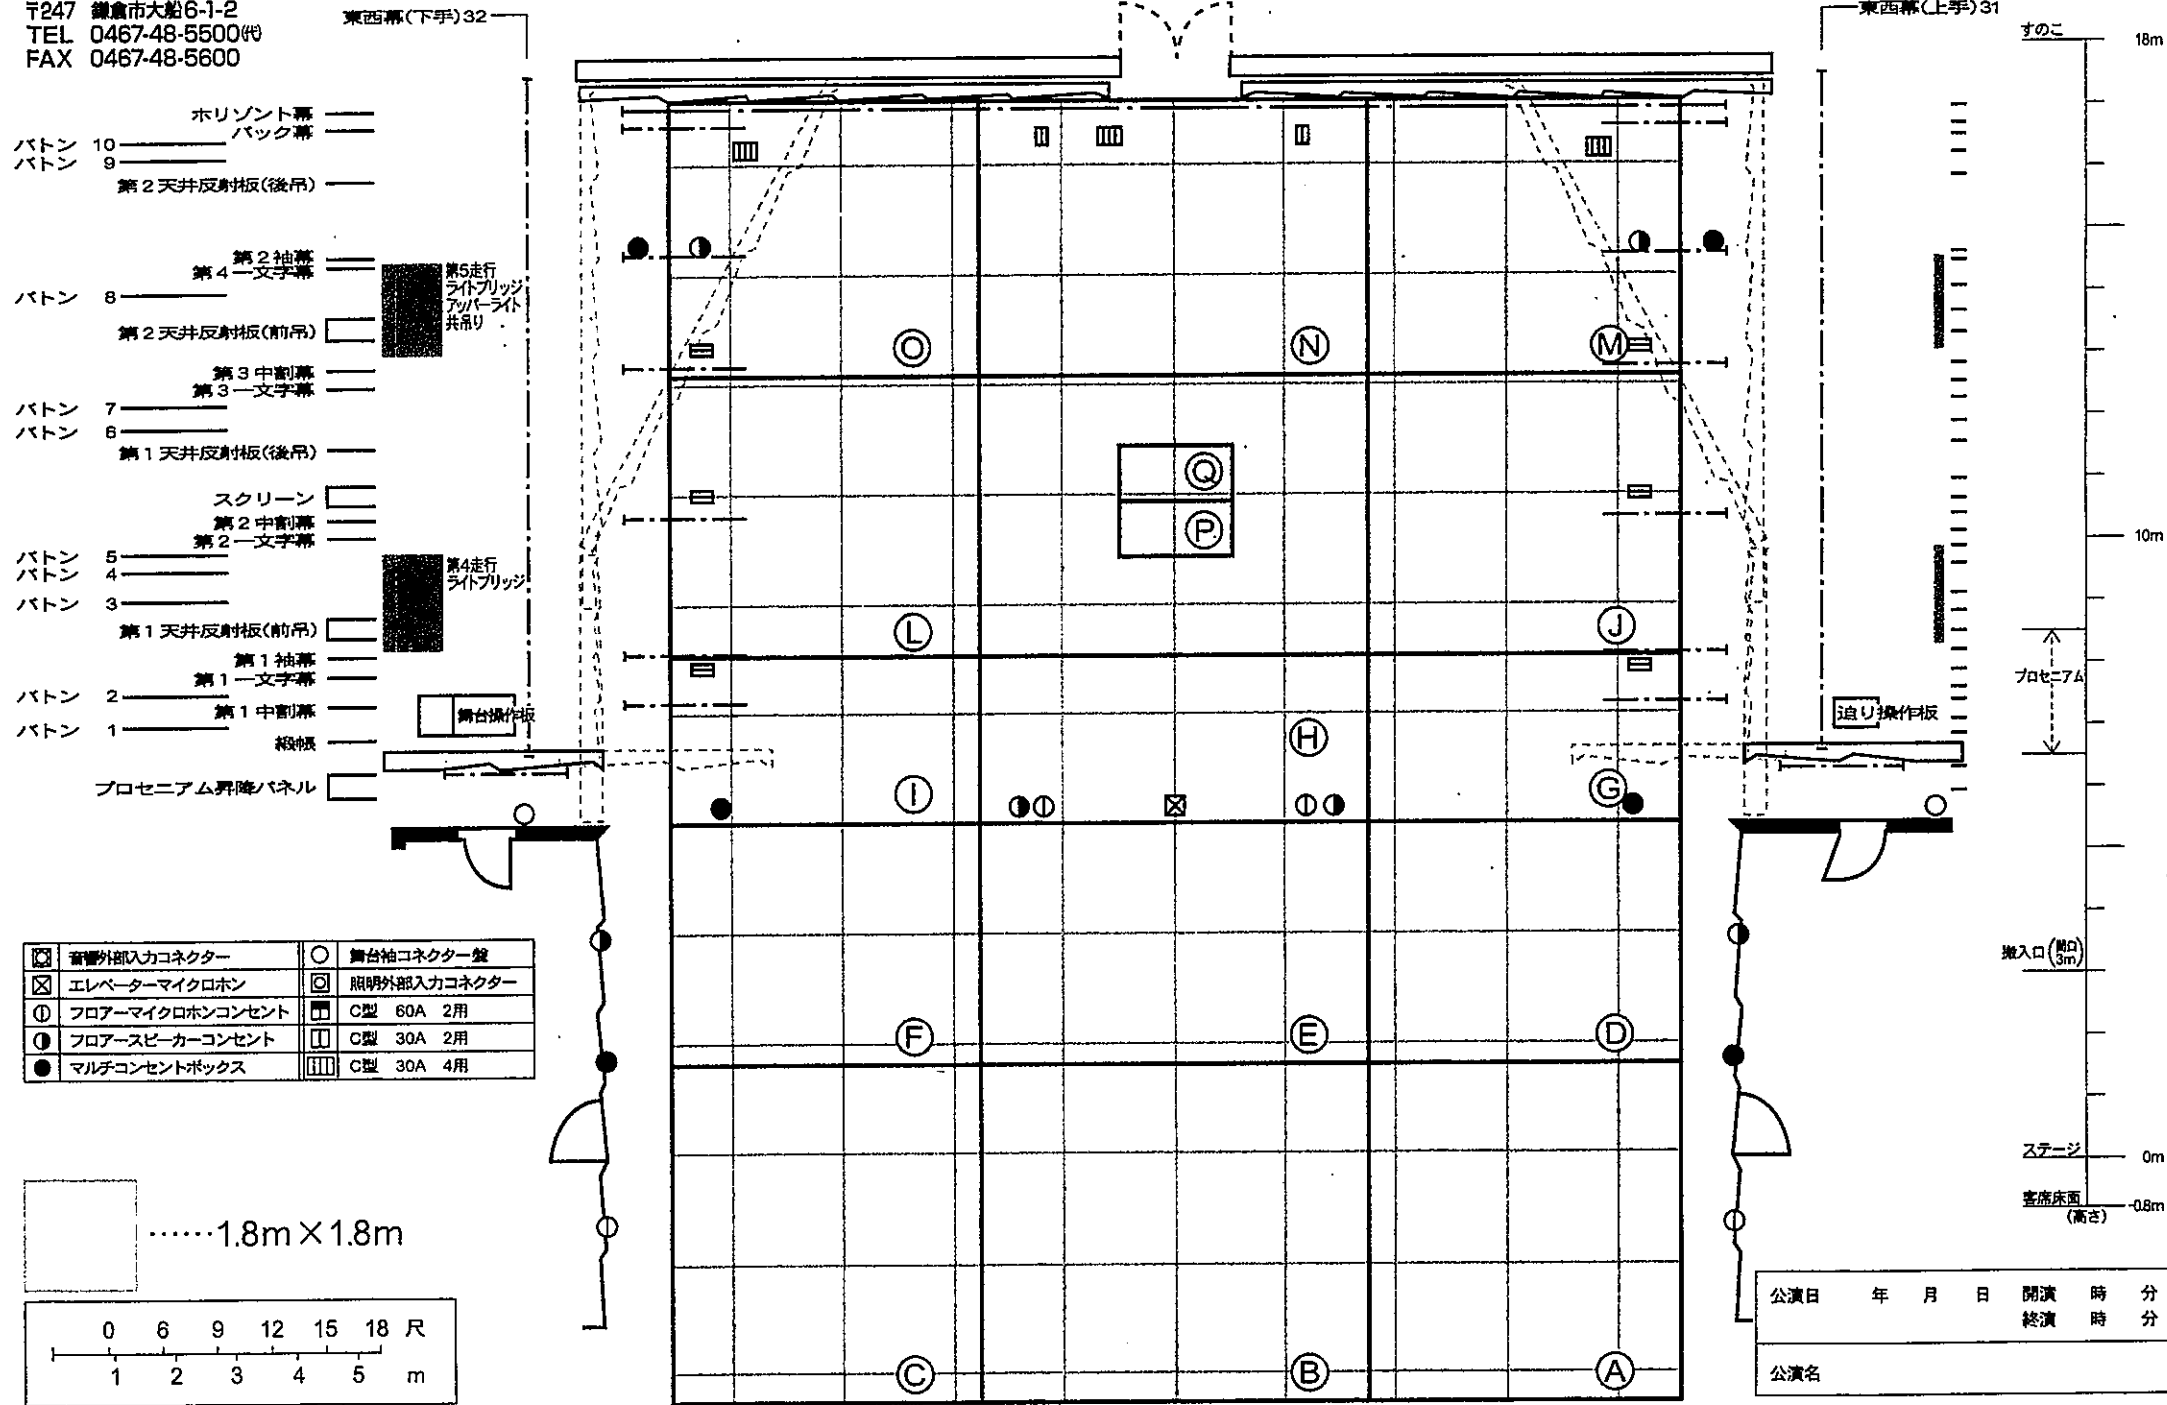 〒247 鎌倉市大船6-1-2
TEL 0467-48-5500㈹
FAX 0467-48-5600
東西幕(下手)32
東西幕(上手)31
ホリゾント幕
バック幕
バトン 10
バトン 9
第2天井反射板(後吊)
第2袖幕
第4一文字幕
バトン 8
第2天井反射板(前吊)
第3中割幕
第3一文字幕
バトン 7
バトン 6
第1天井反射板(後吊)
スクリーン
第2中割幕
第2一文字幕
バトン 5
バトン 4
バトン 3
第1天井反射板(前吊)
第1袖幕
第1一文字幕
バトン 2
第1中割幕
バトン 1
緞帳
プロセニアム昇降パネル
第5走行
ライトブリッジ
アッパーライト
共吊り
第4走行
ライトブリッジ
舞台操作板
O N M
Q
P
L J
H
I G
F E D
C B A
迫り操作板
すのこ 18m
10m
プロセニアム
搬入口(間口3m)
ステージ 0m
客席床面 -0.8m
(高さ)
音響外部入力コネクター 舞台袖コネクター盤
エレベーターマイクロホン 照明外部入力コネクター
フロアーマイクロホンコンセント C型 60A 2用
フロアースピーカーコンセント C型 30A 2用
マルチコンセントボックス C型 30A 4用
……1.8m×1.8m
0 6 9 12 15 18 尺
1 2 3 4 5 m
公演日 年 月 日 開演 時 分
終演 時 分
公演名